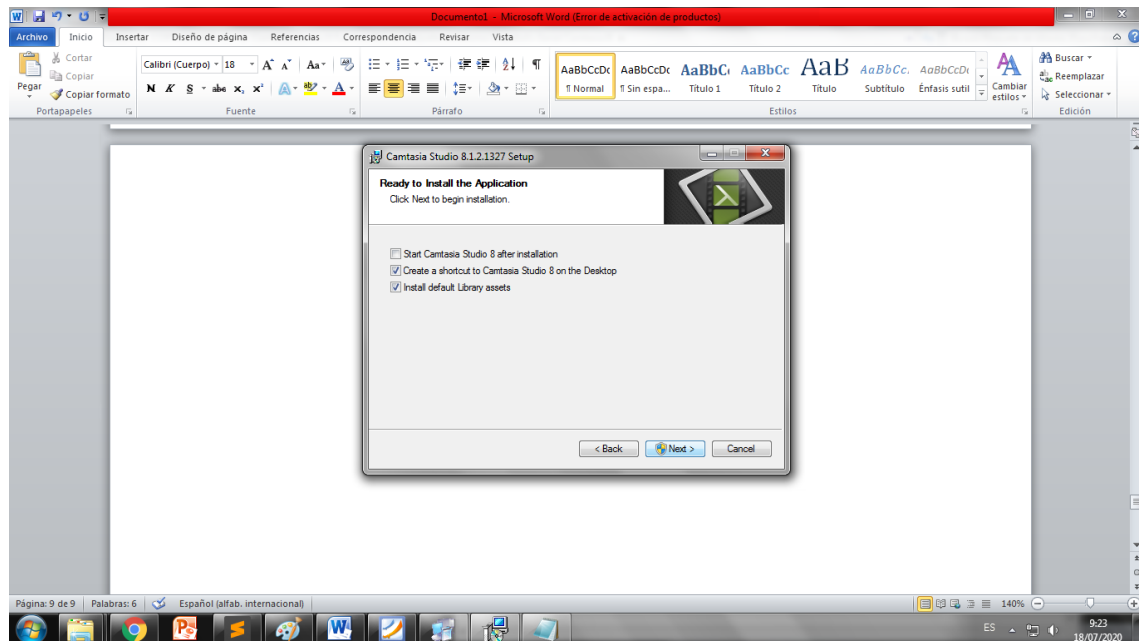 Documento1 - Microsoft Word (Error de activación de productos)
Archivo Inicio Insertar Diseño de página Referencias Correspondencia Revisar Vista
Pegar
Cortar
Copiar
Copiar formato
Portapapeles
Calibri (Cuerpo) 18
N K S abc x, x²
Fuente
Párrafo
AaBbCcDc AaBbCcDc AaBbC AaBbCc AaB AaBbCc. AaBbCcDc
¶ Normal ¶ Sin espa... Título 1 Título 2 Título Subtítulo Énfasis sutil
Cambiar estilos
Estilos
Buscar
Reemplazar
Seleccionar
Edición
Camtasia Studio 8.1.2.1327 Setup
Ready to Install the Application
Click Next to begin installation.
Start Camtasia Studio 8 after installation
Create a shortcut to Camtasia Studio 8 on the Desktop
Install default Library assets
< Back Next > Cancel
Página: 9 de 9 Palabras: 6 Español (alfab. internacional) 140%
ES 9:23
18/07/2020